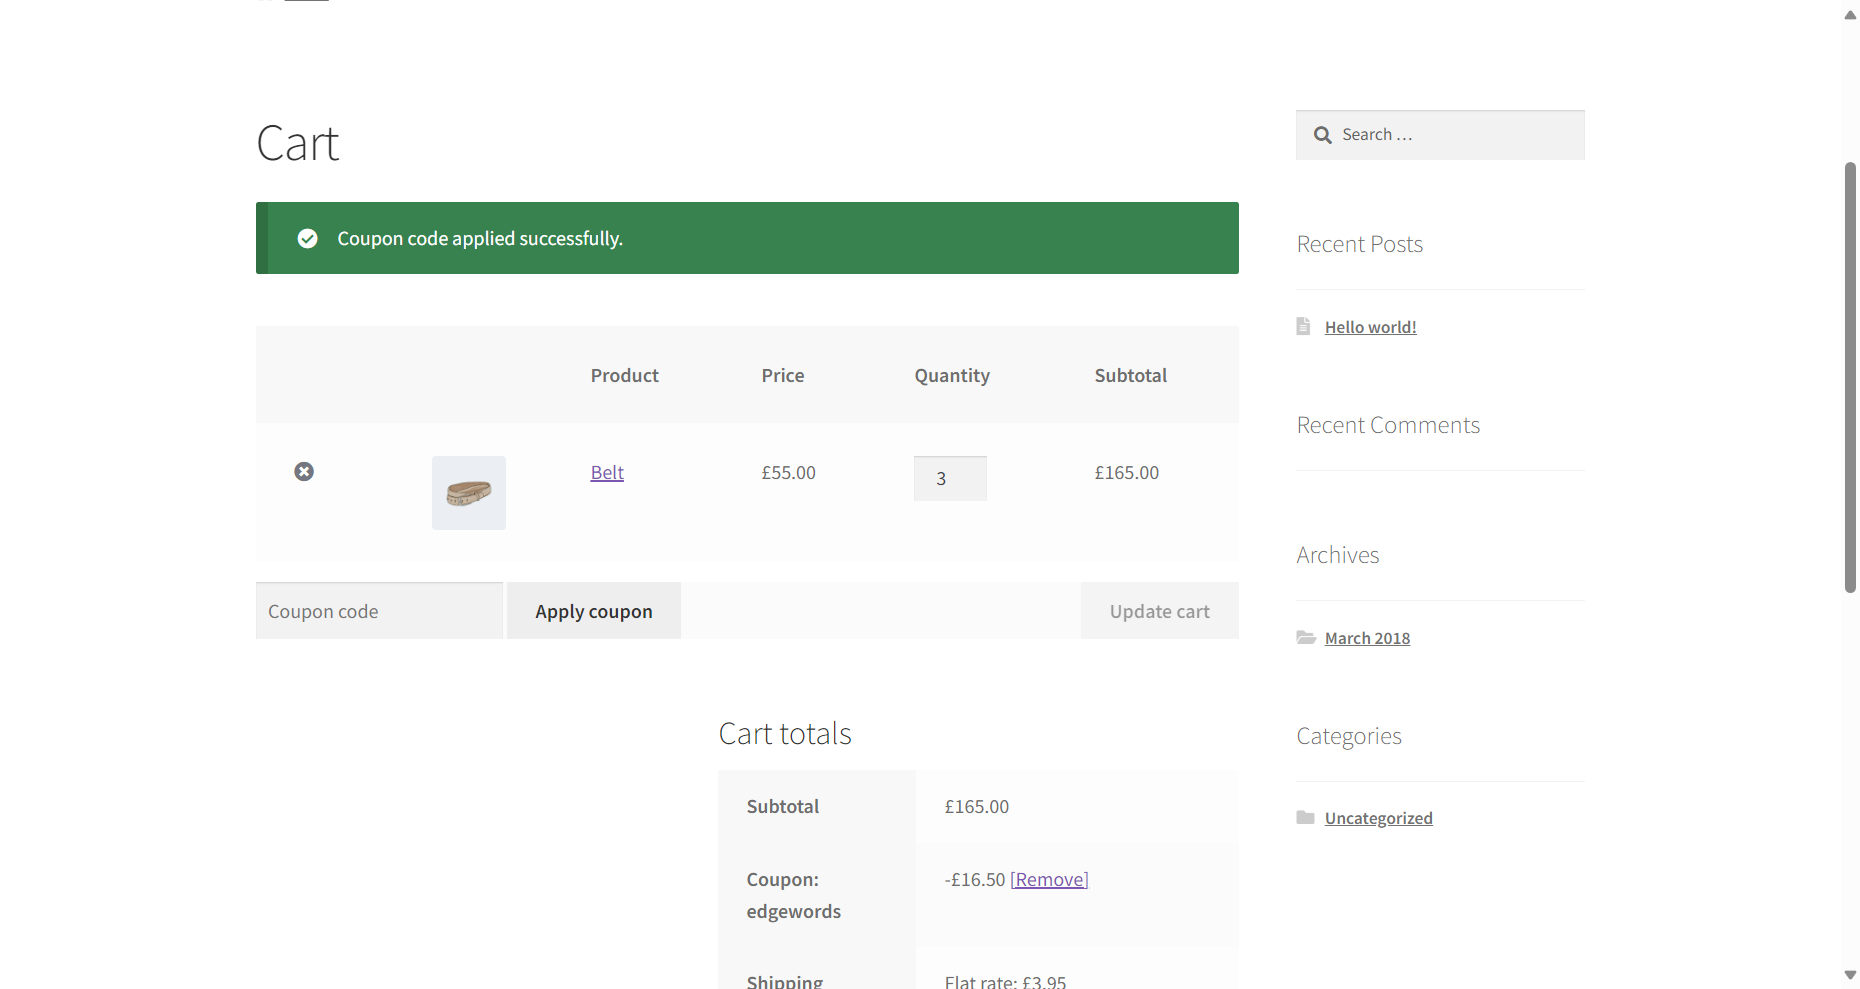 Cart
Search …
Coupon code applied successfully.
Recent Posts
Hello world!
Product Price Quantity Subtotal
Recent Comments
Belt £55.00 3 £165.00
Archives
Coupon code Apply coupon Update cart
March 2018
Cart totals
Categories
Subtotal £165.00
Uncategorized
Coupon: -£16.50 [Remove]
edgewords
Shipping Flat rate: £3.95